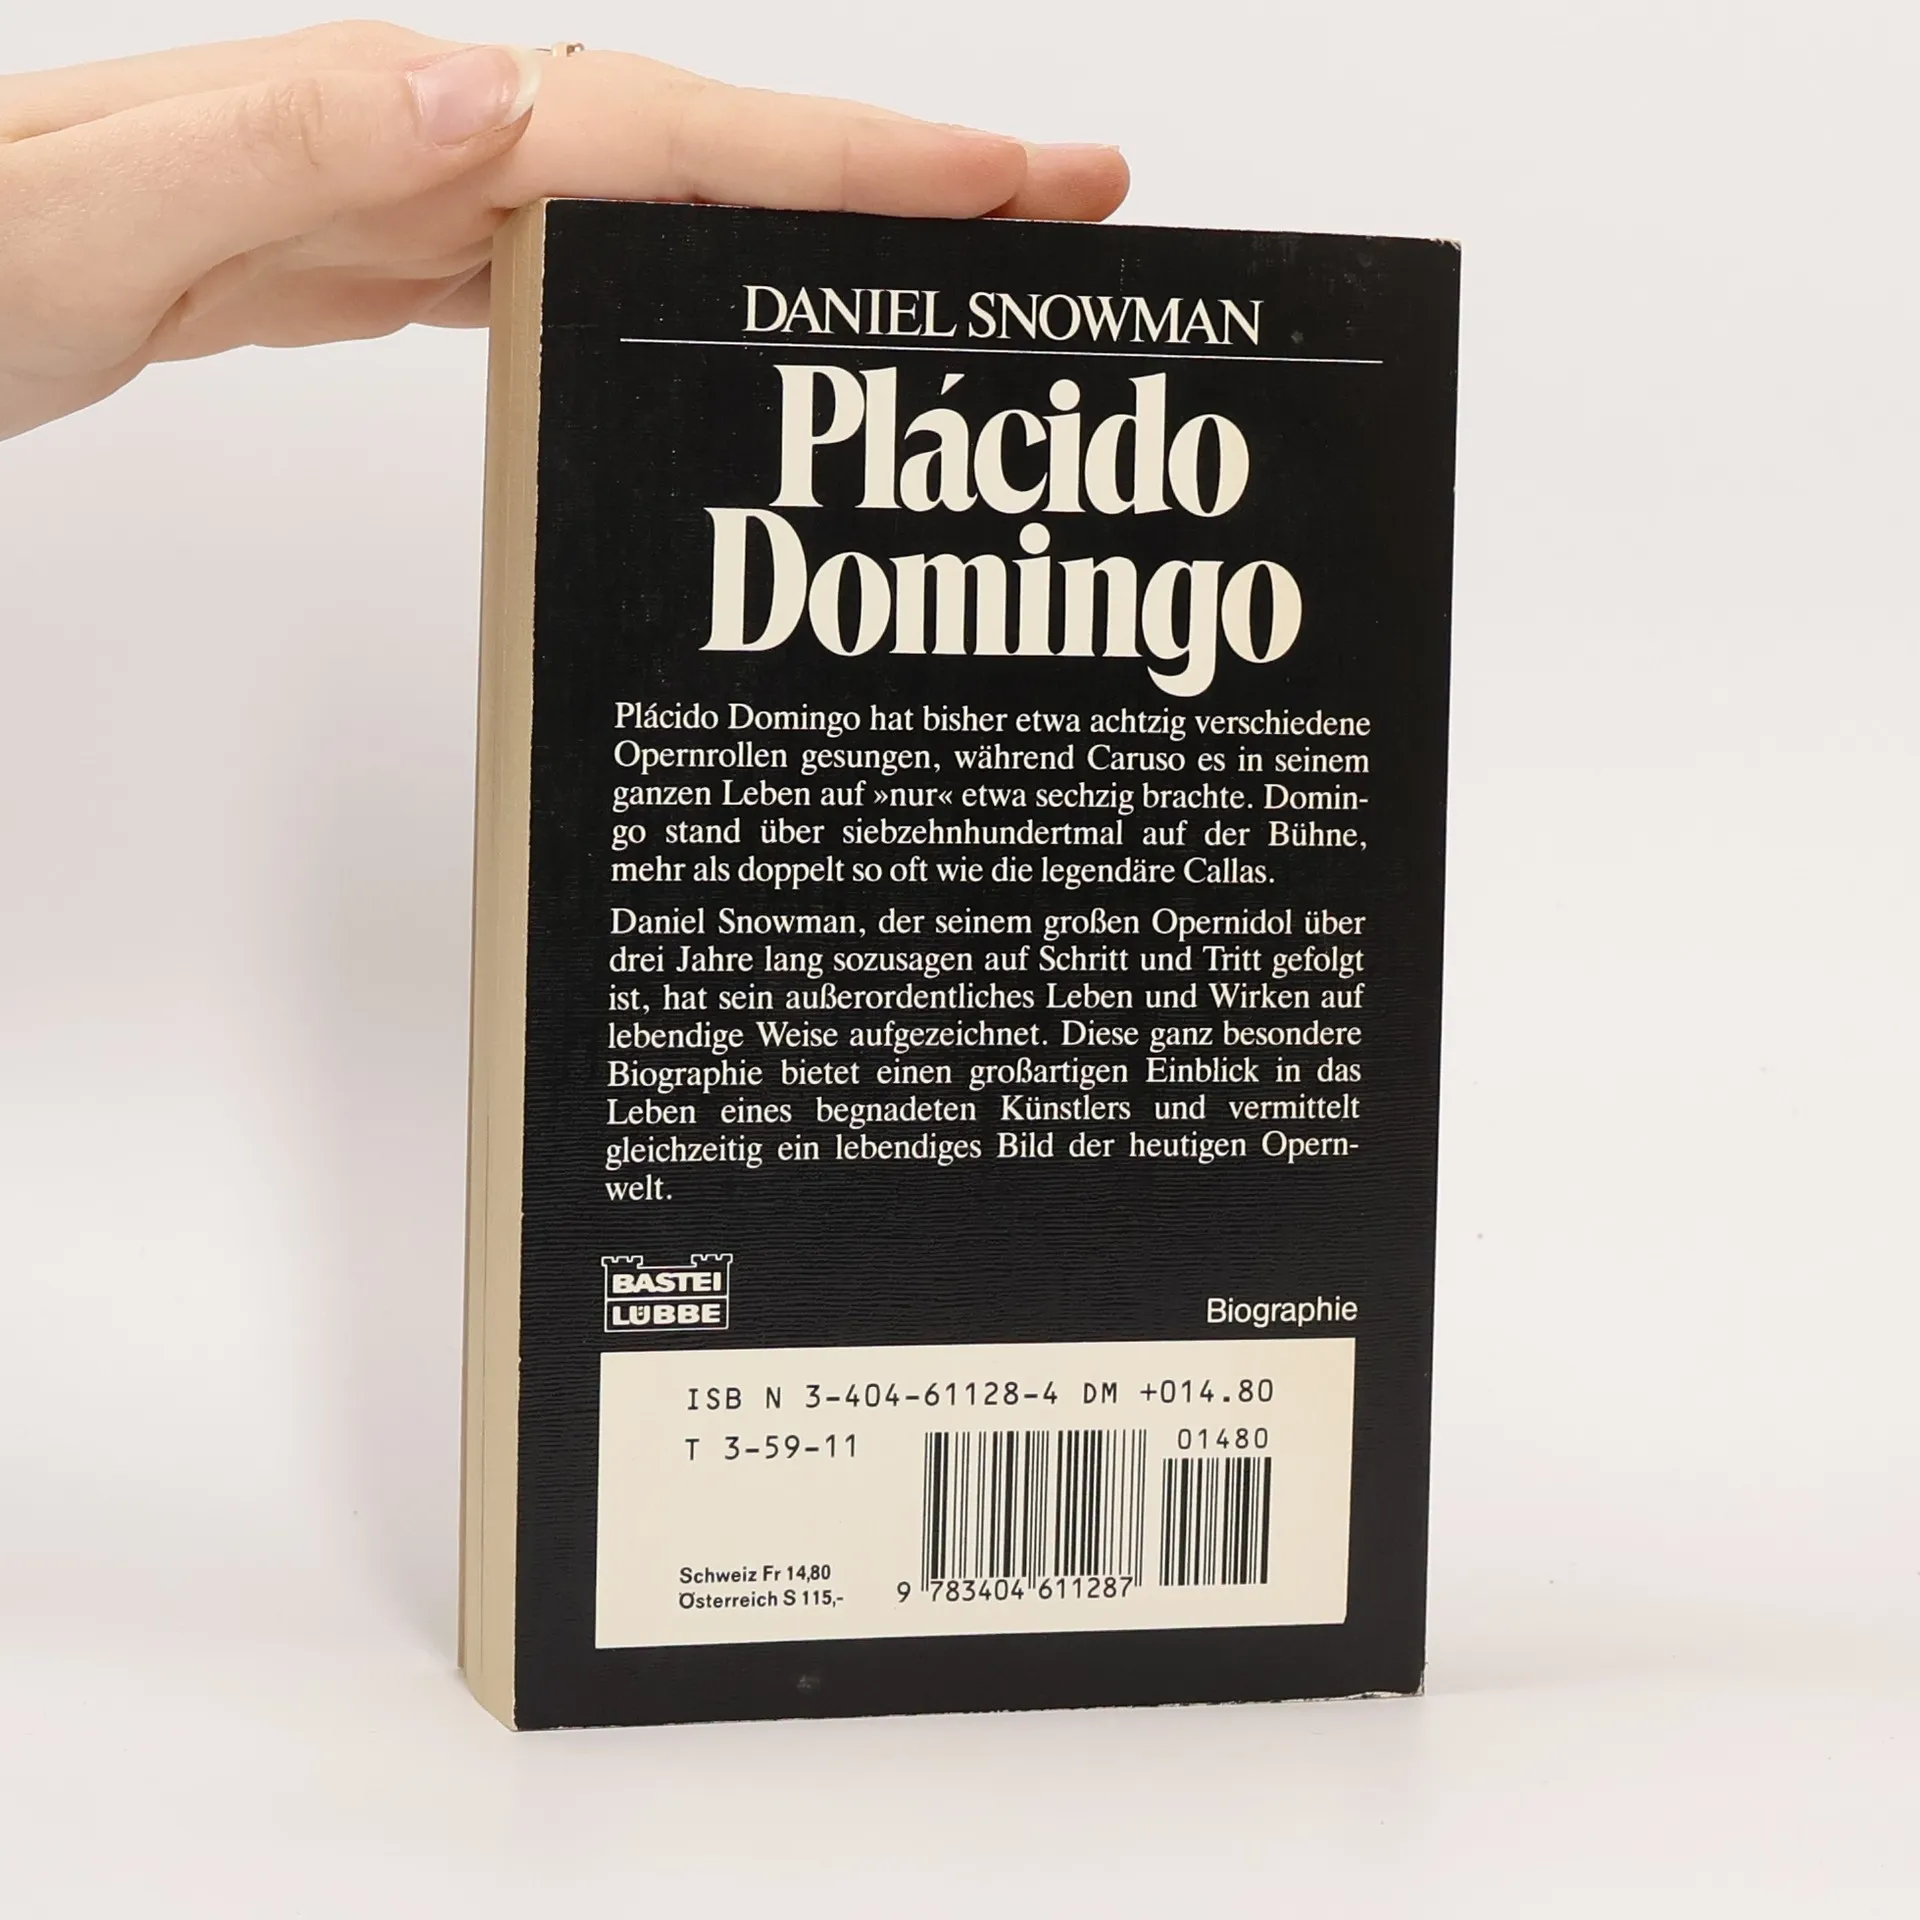 DANIEL SNOWMAN
Plácido
Domingo
Plácido Domingo hat bisher etwa achtzig verschiedene
Opernrollen gesungen, während Caruso es in seinem
ganzen Leben auf »nur« etwa sechzig brachte. Domin-
go stand über siebzehnhundertmal auf der Bühne,
mehr als doppelt so oft wie die legendäre Callas.
Daniel Snowman, der seinem großen Opernidol über
drei Jahre lang sozusagen auf Schritt und Tritt gefolgt
ist, hat sein außerordentliches Leben und Wirken auf
lebendige Weise aufgezeichnet. Diese ganz besondere
Biographie bietet einen großartigen Einblick in das
Leben eines begnadeten Künstlers und vermittelt
gleichzeitig ein lebendiges Bild der heutigen Opern-
welt.
BASTEI
LÜBBE
Biographie
ISB N 3-404-61128-4 DM +014.80
T 3-59-11
01480
Schweiz Fr 14,80
Österreich S 115,-
9 783404 611287